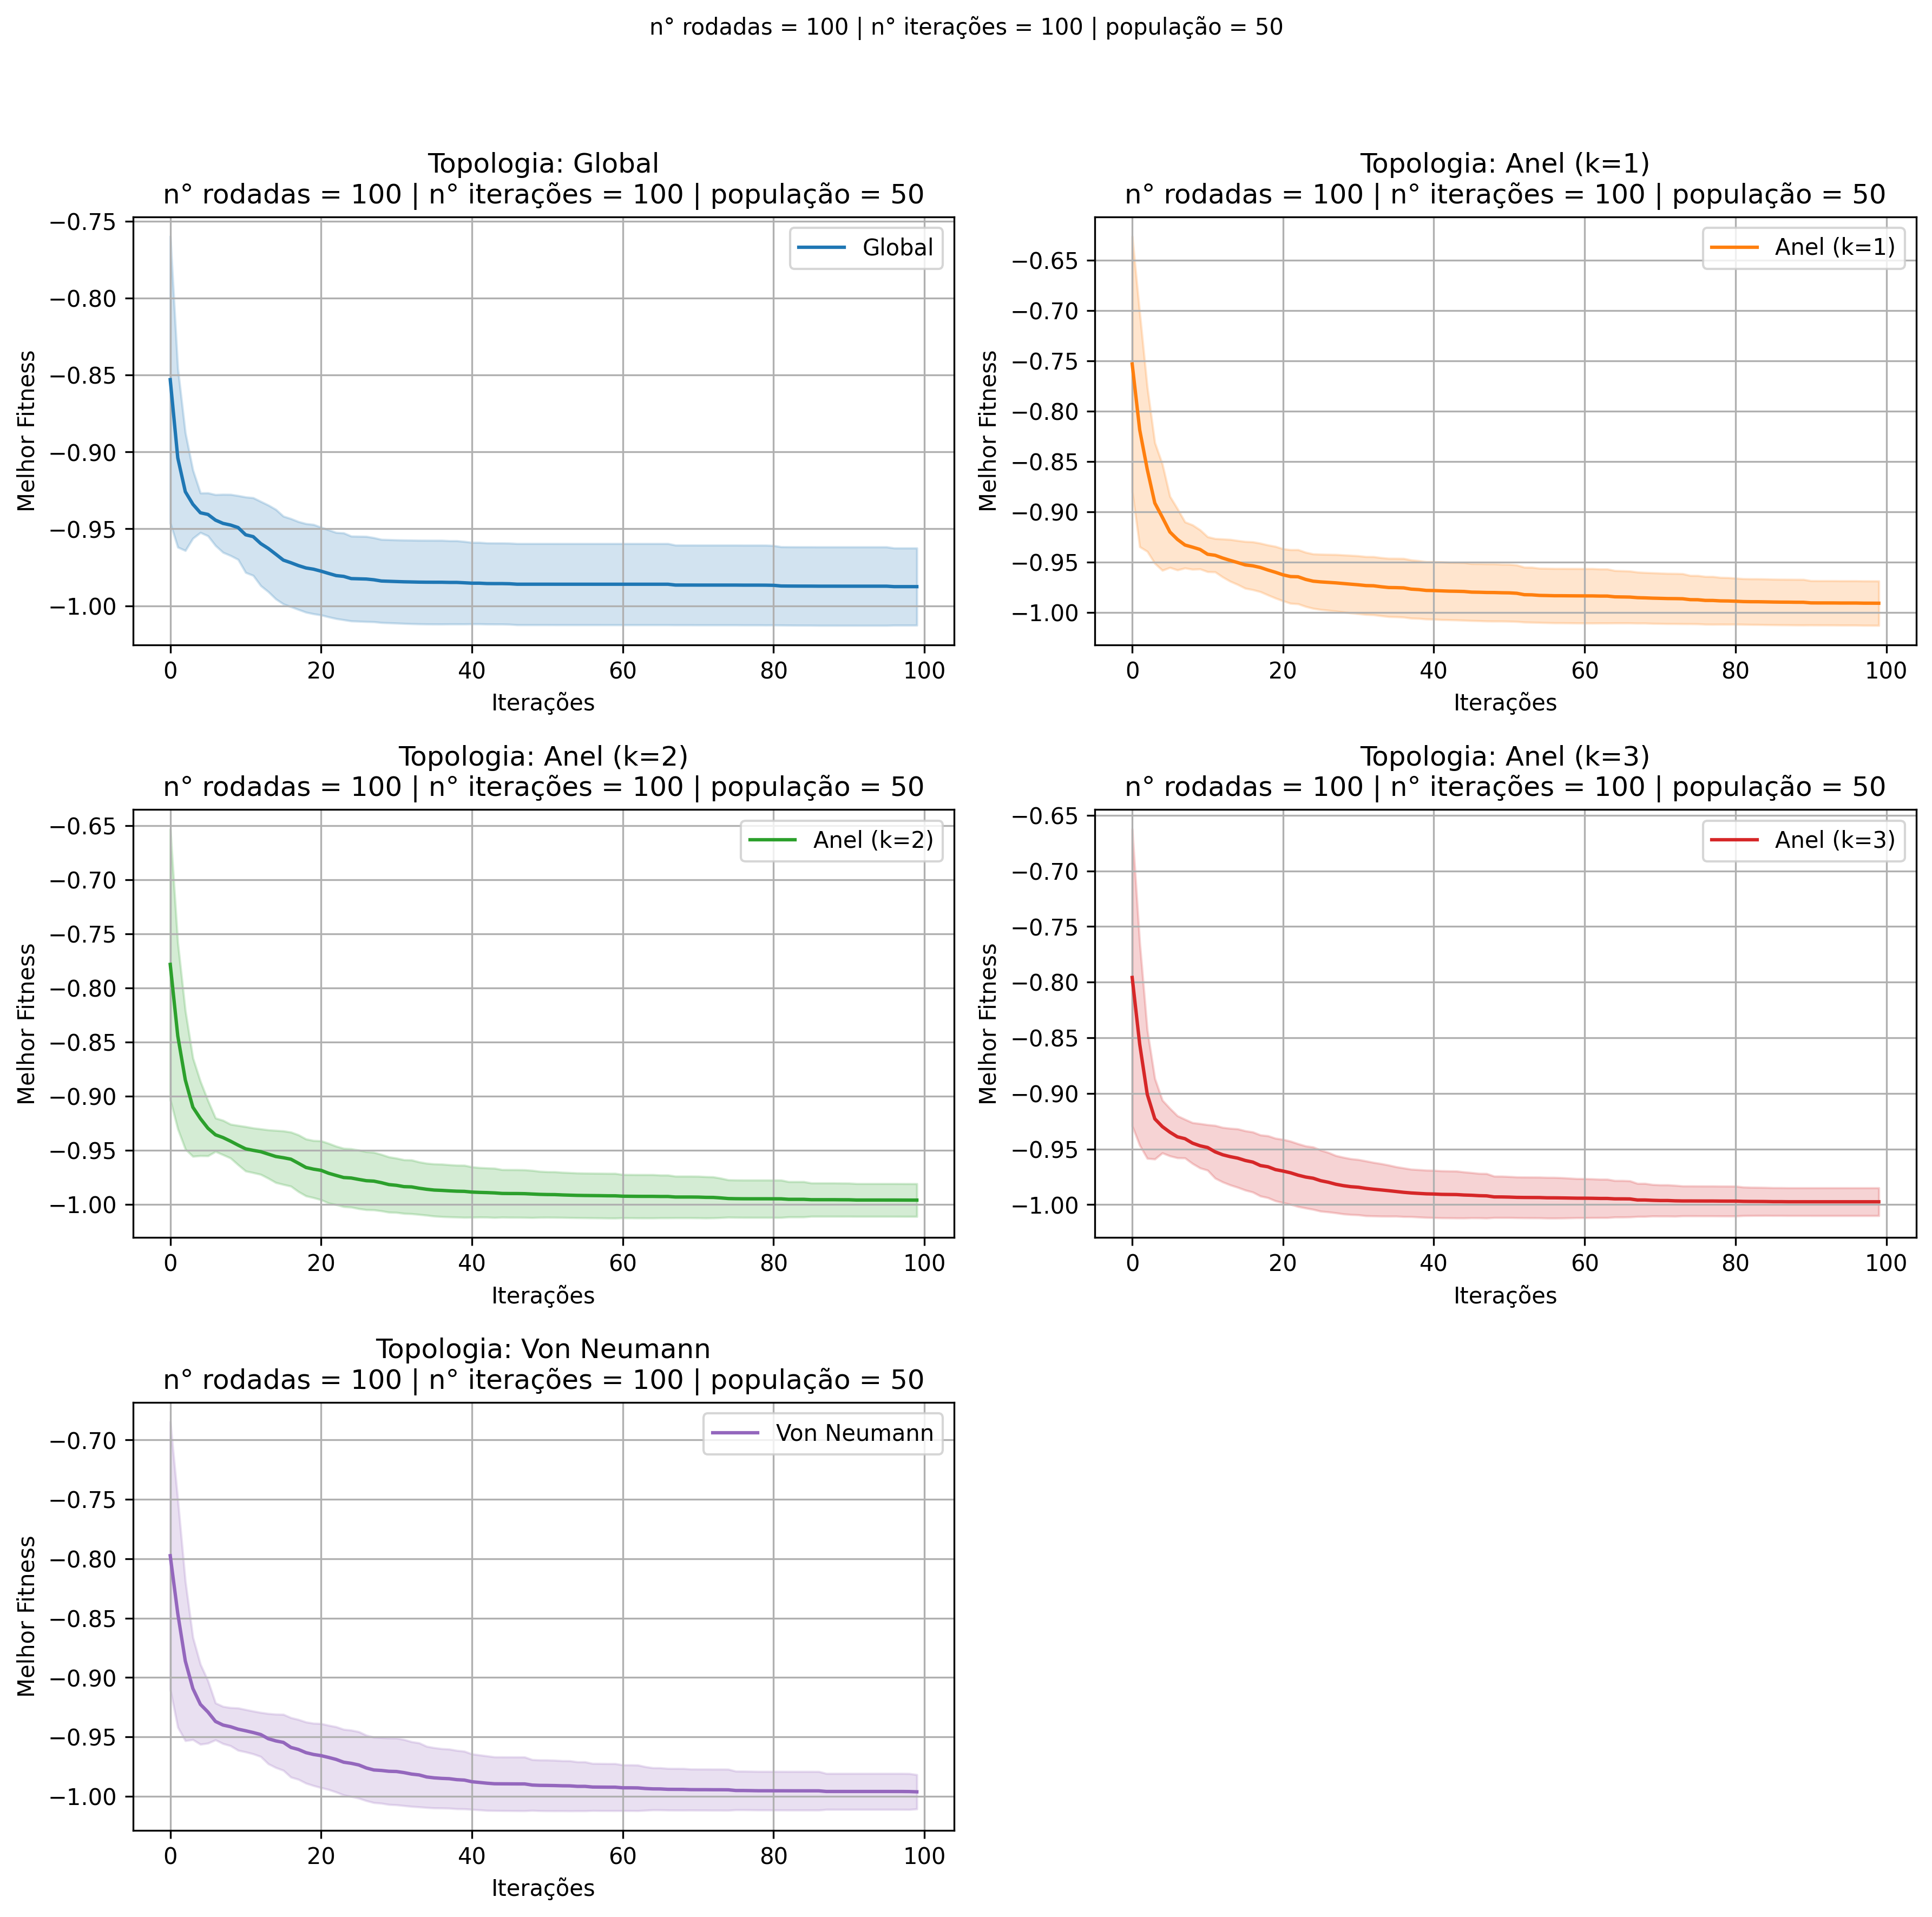 n° rodadas = 100 | n° iterações = 100 | população = 50
Topologia: Global
n° rodadas = 100 | n° iterações = 100 | população = 50
−0.75
−0.80
−0.85
−0.90
−0.95
−1.00
Melhor Fitness
Global
0 20 40 60 80 100
Iterações
Topologia: Anel (k=1)
n° rodadas = 100 | n° iterações = 100 | população = 50
−0.65
−0.70
−0.75
−0.80
−0.85
−0.90
−0.95
−1.00
Melhor Fitness
Anel (k=1)
0 20 40 60 80 100
Iterações
Topologia: Anel (k=2)
n° rodadas = 100 | n° iterações = 100 | população = 50
−0.65
−0.70
−0.75
−0.80
−0.85
−0.90
−0.95
−1.00
Melhor Fitness
Anel (k=2)
0 20 40 60 80 100
Iterações
Topologia: Anel (k=3)
n° rodadas = 100 | n° iterações = 100 | população = 50
−0.65
−0.70
−0.75
−0.80
−0.85
−0.90
−0.95
−1.00
Melhor Fitness
Anel (k=3)
0 20 40 60 80 100
Iterações
Topologia: Von Neumann
n° rodadas = 100 | n° iterações = 100 | população = 50
−0.70
−0.75
−0.80
−0.85
−0.90
−0.95
−1.00
Melhor Fitness
Von Neumann
0 20 40 60 80 100
Iterações